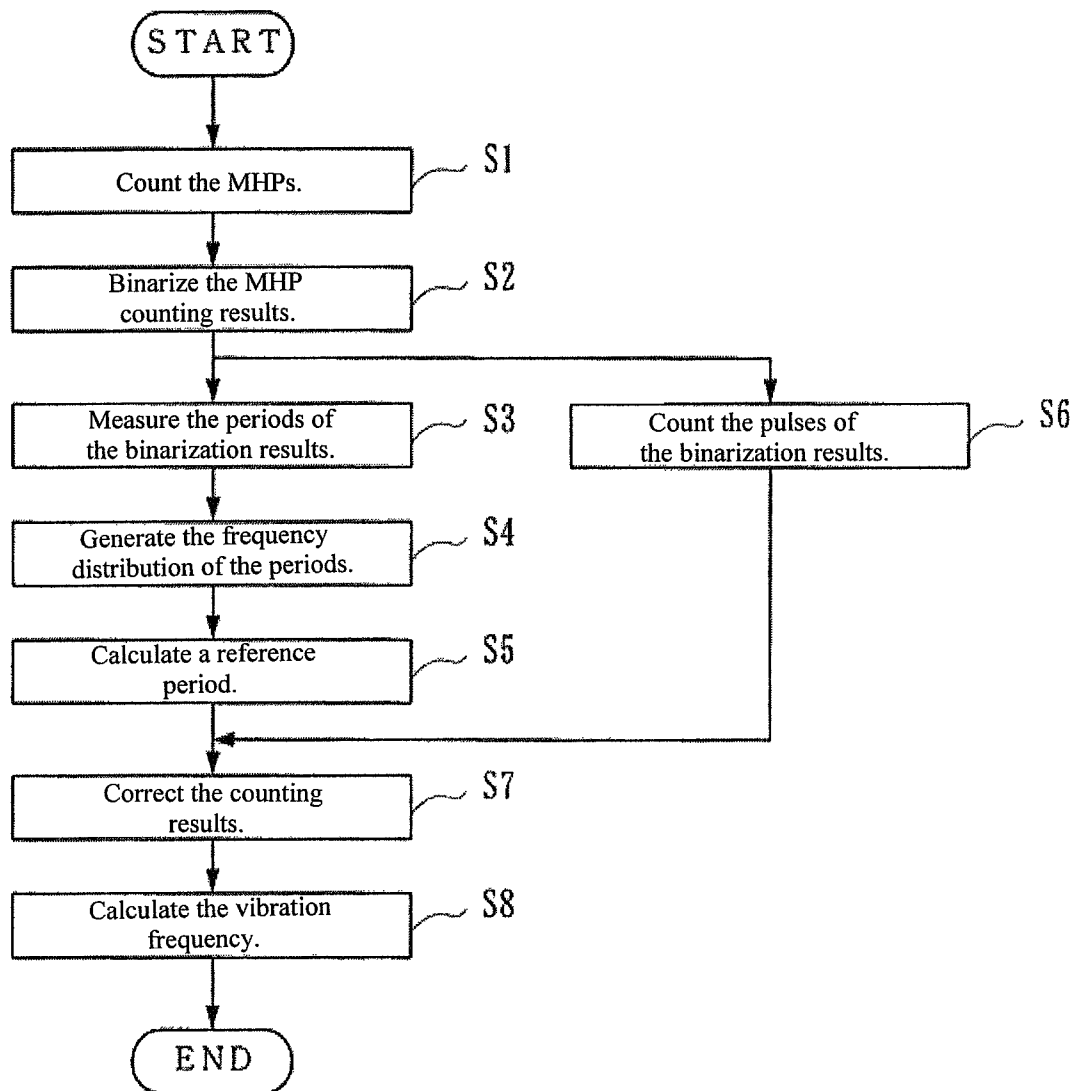 START
Count the MHPs.
S1
Binarize the MHP
counting results.
S2
Measure the periods of
the binarization results.
S3
Count the pulses of
the binarization results.
S6
Generate the frequency
distribution of the periods.
S4
Calculate a reference
period.
S5
Correct the counting
results.
S7
Calculate the vibration
frequency.
S8
END